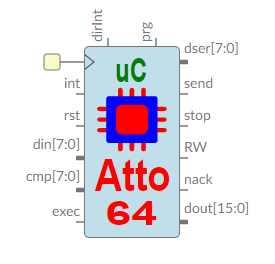 dirInt
prg
uC
Atto
64
int
rst
din[7:0]
cmp[7:0]
exec
dser[7:0]
send
stop
RW
nack
dout[15:0]